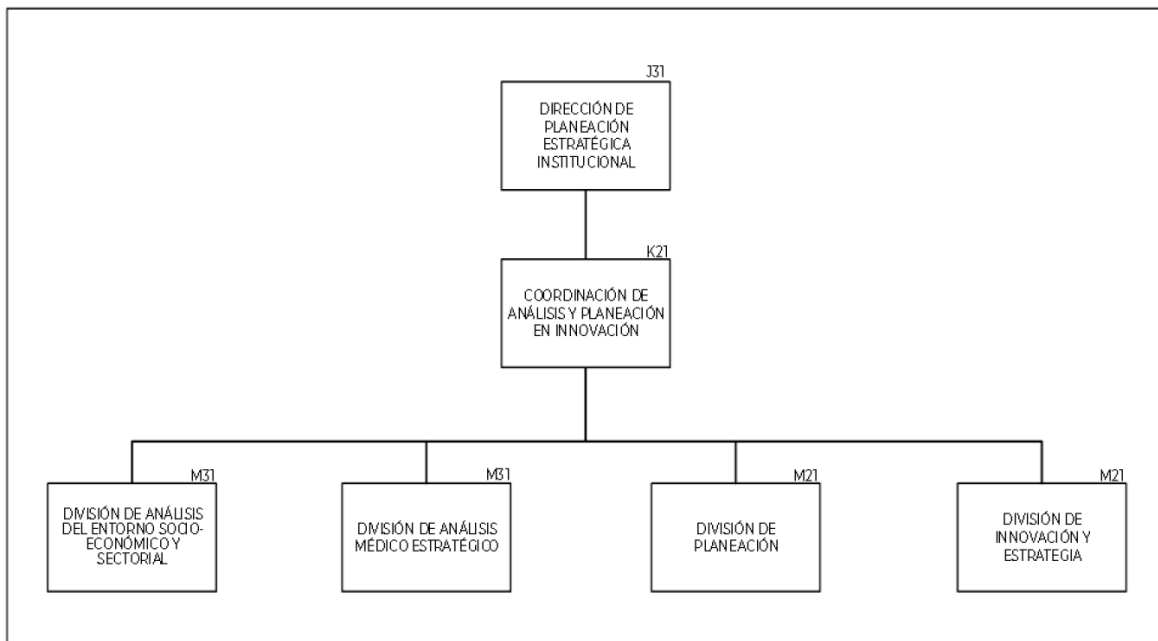 J31
DIRECCIÓN DE
PLANEACIÓN
ESTRATÉGICA
INSTITUCIONAL
K21
COORDINACIÓN DE
ANÁLISIS Y PLANEACIÓN
EN INNOVACIÓN
M31
DIVISIÓN DE ANÁLISIS
DEL ENTORNO SOCIO-
ECONÓMICO Y
SECTORIAL
M31
DIVISIÓN DE ANÁLISIS
MÉDICO ESTRATÉGICO
M21
DIVISIÓN DE
PLANEACIÓN
M21
DIVISIÓN DE
INNOVACIÓN Y
ESTRATEGIA